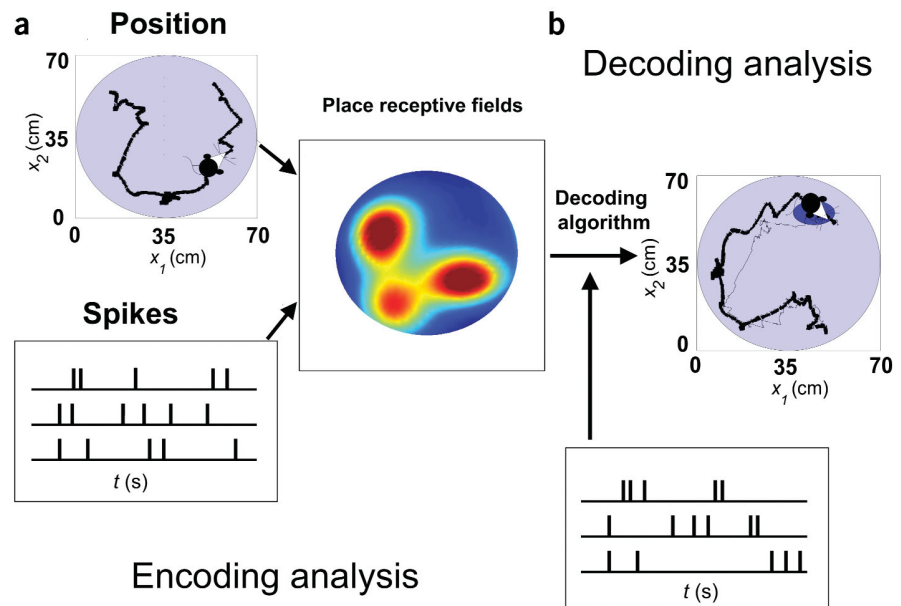 a
Position
70
35
0
x₂ (cm)
0 35 70
x₁ (cm)
Spikes
t (s)
Encoding analysis
Place receptive fields
b
Decoding analysis
Decoding
algorithm
70
35
0
x₂ (cm)
0 35 70
x₁ (cm)
t (s)